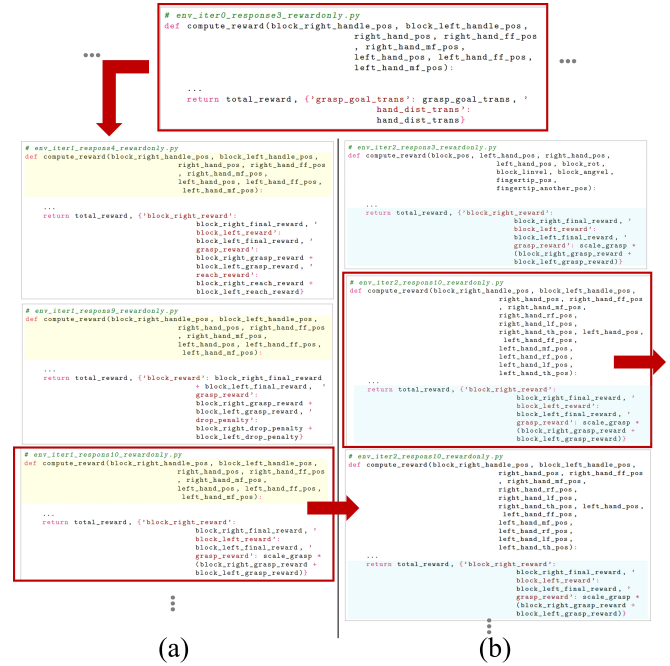 # env_iter0_response3_rewardonly.py
def compute_reward(block_right_handle_pos, block_left_handle_pos,
right_hand_pos, right_hand_ff_pos
, right_hand_mf_pos,
left_hand_pos, left_hand_ff_pos,
left_hand_mf_pos):
...
return total_reward, {'grasp_goal_trans': grasp_goal_trans, '
hand_dist_trans':
hand_dist_trans}
# env_iter1_respons4_rewardonly.py
def compute_reward(block_right_handle_pos, block_left_handle_pos,
right_hand_pos, right_hand_ff_pos
, right_hand_mf_pos,
left_hand_pos, left_hand_ff_pos,
left_hand_mf_pos):
...
return total_reward, {'block_right_reward':
block_right_final_reward, '
block_left_reward':
block_left_final_reward, '
grasp_reward':
block_right_grasp_reward +
block_left_grasp_reward, '
reach_reward':
block_right_reach_reward +
block_left_reach_reward}
# env_iter1_respons9_rewardonly.py
def compute_reward(block_right_handle_pos, block_left_handle_pos,
right_hand_pos, right_hand_ff_pos
, right_hand_mf_pos,
left_hand_pos, left_hand_ff_pos,
left_hand_mf_pos):
...
return total_reward, {'block_reward': block_right_final_reward
+ block_left_final_reward, '
grasp_reward':
block_right_grasp_reward +
block_left_grasp_reward, '
drop_penalty':
block_right_drop_penalty +
block_left_drop_penalty}
# env_iter1_respons10_rewardonly.py
def compute_reward(block_right_handle_pos, block_left_handle_pos,
right_hand_pos, right_hand_ff_pos
, right_hand_mf_pos,
left_hand_pos, left_hand_ff_pos,
left_hand_mf_pos):
...
return total_reward, {'block_right_reward':
block_right_final_reward, '
block_left_reward':
block_left_final_reward, '
grasp_reward': scale_grasp *
(block_right_grasp_reward +
block_left_grasp_reward)}
(a)
# env_iter2_respons3_rewardonly.py
def compute_reward(block_pos, left_hand_pos, right_hand_pos,
left_hand_pos, block_rot,
block_linvel, block_angvel,
fingertip_pos,
fingertip_another_pos):
...
return total_reward, {'block_right_reward':
block_right_final_reward, '
block_left_reward':
block_left_final_reward, '
grasp_reward': scale_grasp *
(block_right_grasp_reward +
block_left_grasp_reward)}
# env_iter2_respons10_rewardonly.py
def compute_reward(block_right_handle_pos, block_left_handle_pos,
right_hand_pos, right_hand_ff_pos
, right_hand_mf_pos,
right_hand_rf_pos,
right_hand_lf_pos,
right_hand_th_pos, left_hand_pos,
left_hand_ff_pos,
left_hand_mf_pos,
left_hand_rf_pos,
left_hand_lf_pos,
left_hand_th_pos):
...
return total_reward, {'block_right_reward':
block_right_final_reward, '
block_left_reward':
block_left_final_reward, '
grasp_reward': scale_grasp *
(block_right_grasp_reward +
block_left_grasp_reward)}
# env_iter2_respons10_rewardonly.py
def compute_reward(block_right_handle_pos, block_left_handle_pos,
right_hand_pos, right_hand_ff_pos
, right_hand_mf_pos,
right_hand_rf_pos,
right_hand_lf_pos,
right_hand_th_pos, left_hand_pos,
left_hand_ff_pos,
left_hand_mf_pos,
left_hand_rf_pos,
left_hand_lf_pos,
left_hand_th_pos):
...
return total_reward, {'block_right_reward':
block_right_final_reward, '
block_left_reward':
block_left_final_reward, '
grasp_reward': scale_grasp *
(block_right_grasp_reward +
block_left_grasp_reward)}
(b)